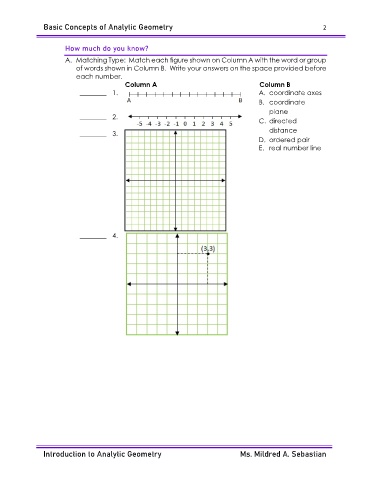 Basic Concepts of Analytic Geometry 2
How much do you know?
A. Matching Type: Match each figure shown on Column A with the word or group
of words shown in Column B. Write your answers on the space provided before
each number.
Column A Column B
________ 1. A. coordinate axes
A B
B. coordinate
plane
________ 2.
-5 -4 -3 -2 -1 0 1 2 3 4 5
C. directed
distance
________ 3.
D. ordered pair
E. real number line
________ 4.
(3,3)
Introduction to Analytic Geometry Ms. Mildred A. Sebastian